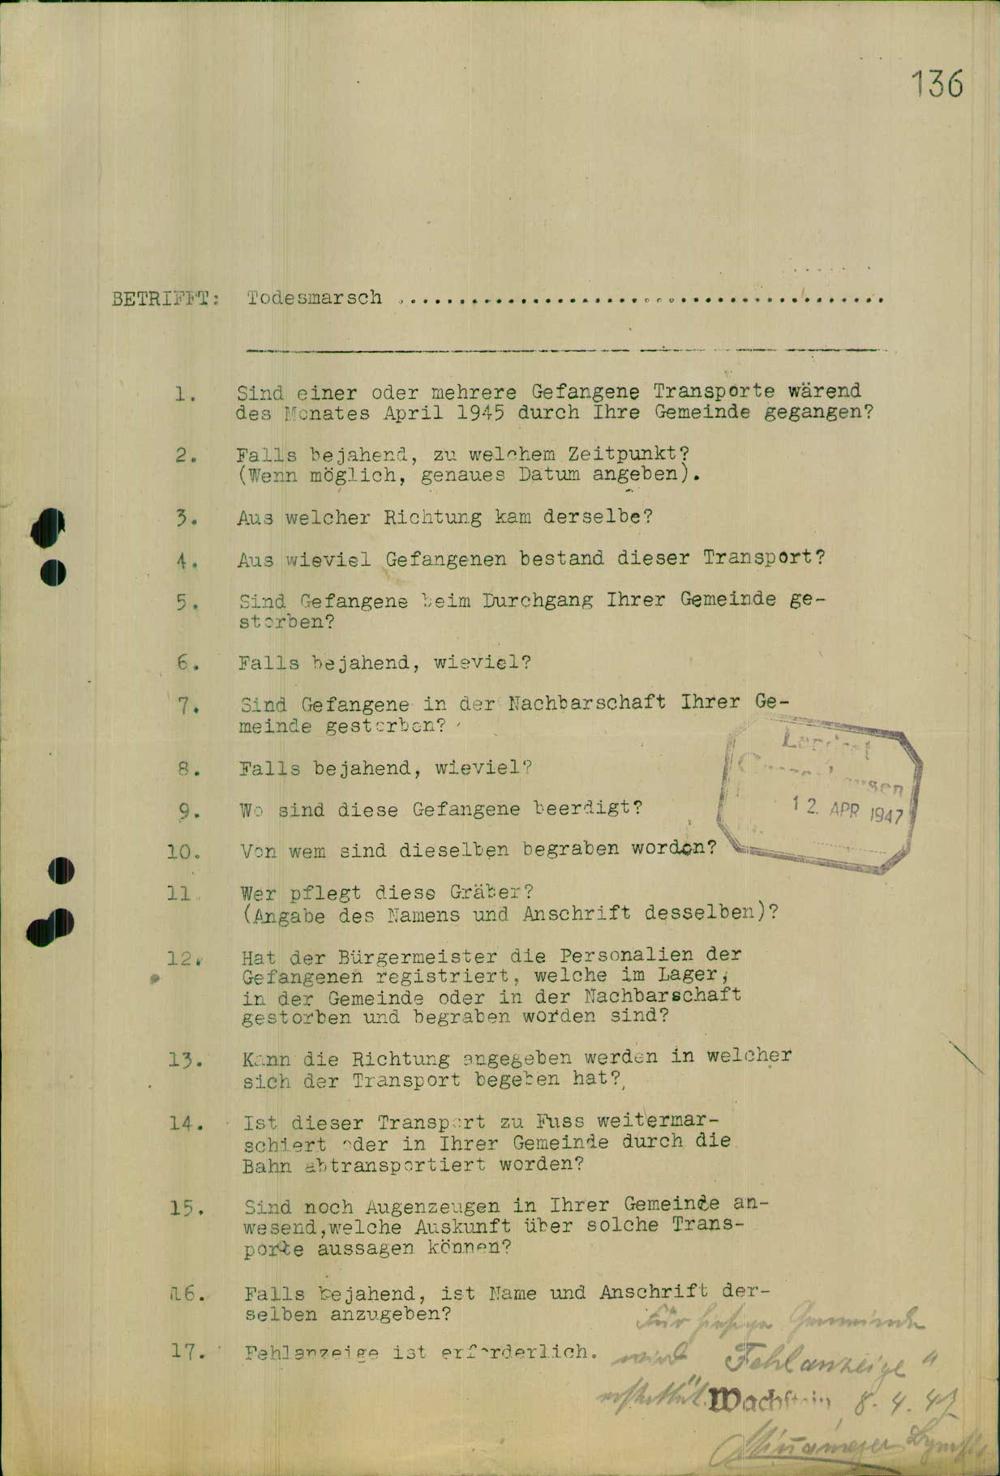 136
BETRIFFT: Todesmarsch ................................................
1. Sind einer oder mehrere Gefangene Transporte wärend
des Monates April 1945 durch Ihre Gemeinde gegangen?
2. Falls bejahend, zu welchem Zeitpunkt?
(Wenn möglich, genaues Datum angeben).
3. Aus welcher Richtung kam derselbe?
4. Aus wieviel Gefangenen bestand dieser Transport?
5. Sind Gefangene beim Durchgang Ihrer Gemeinde ge-
storben?
6. Falls bejahend, wieviel?
7. Sind Gefangene in der Nachbarschaft Ihrer Ge-
meinde gestorben?
Landrat
12. APR 1947
8. Falls bejahend, wieviel?
9. Wo sind diese Gefangene beerdigt?
10. Von wem sind dieselben begraben worden?
11. Wer pflegt diese Gräber?
(Angabe des Namens und Anschrift desselben)?
12. Hat der Bürgermeister die Personalien der
Gefangenen registriert, welche im Lager,
in der Gemeinde oder in der Nachbarschaft
gestorben und begraben worden sind?
13. Kann die Richtung angegeben werden in welcher
sich der Transport begeben hat?
14. Ist dieser Transport zu Fuss weitermar-
schiert oder in Ihrer Gemeinde durch die
Bahn abtransportiert worden?
15. Sind noch Augenzeugen in Ihrer Gemeinde an-
wesend,welche Auskunft über solche Trans-
porte aussagen können?
16. Falls bejahend, ist Name und Anschrift der-
selben anzugeben?
17. Fehlanzeige ist erforderlich.
Für hiesige Gemeinde
wird "Fehlanzeige"
erstattet. Wachstein, 8. 4. 47